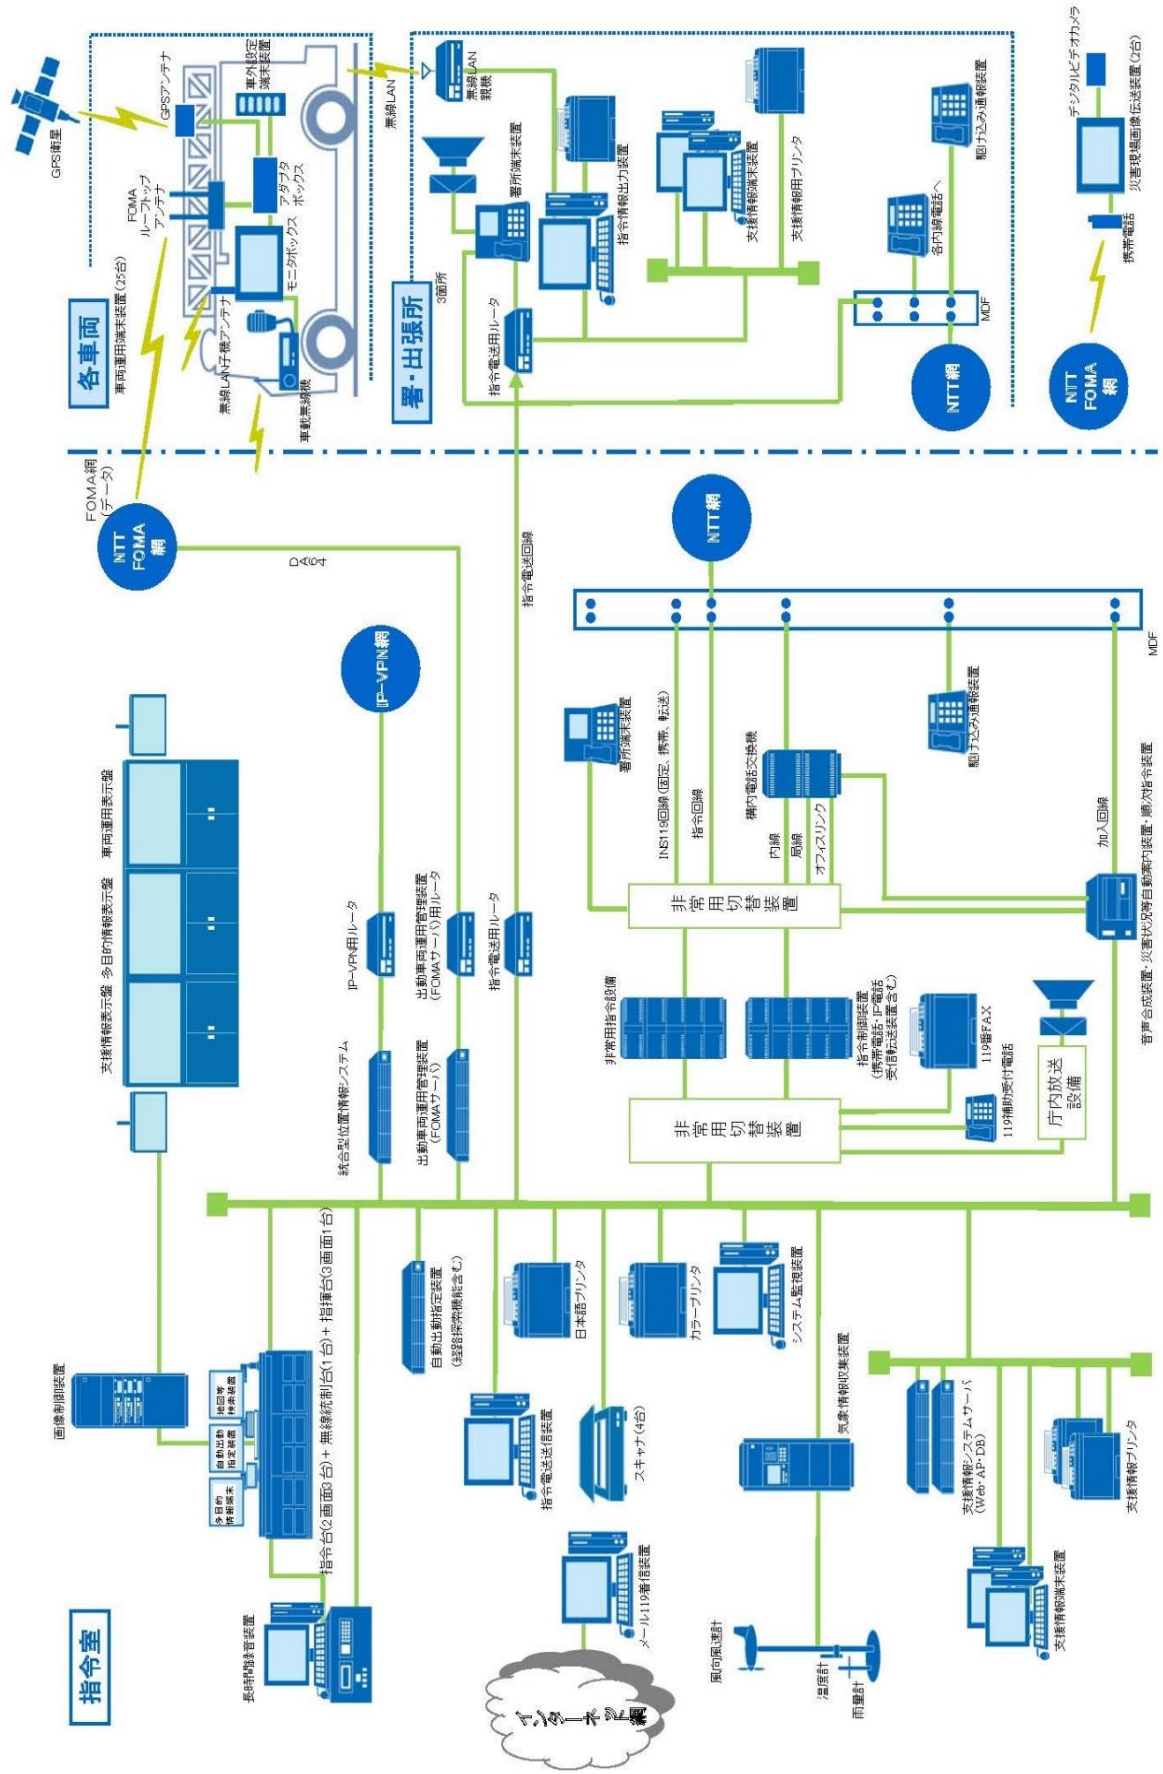 指令室
画像制御装置
多目的
情報端末
自動出動
指定装置
地図等
検索装置
長時間録音装置
指令台(2画面3台)+無線統制台(1台)+指揮台(3画面1台)
支援情報表示盤
多目的情報表示盤
車両運用表示盤
自動出動指定装置
(経路探索機能含む)
指令電送送信装置
日本語プリンタ
スキャナ(4台)
カラープリンタ
メール119着信装置
インターネット網
システム監視装置
気象情報収集装置
風向風速計
温度計
雨量計
支援情報システムサーバ
(Web・AP・DB)
支援情報端末装置
支援情報プリンタ
統合型位置情報システム
IP-VPN用ルータ
IP-VPN網
出動車両運用管理装置
(FOMAサーバ)
出動車両運用管理装置
(FOMAサーバ)用ルータ
指令電送用ルータ
指令電送回線
DA64
NTT
FOMA
網
FOMA網
(データ)
非常用切替装置
非常用指令設備
指令制御装置
(携帯電話・IP電話
受信転送装置含む)
119番FAX
119補助受付電話
庁内放送
設備
非常用切替装置
署所端末装置
INS119回線(固定、携帯、転送)
指令回線
内線
局線
オフィスリンク
構内電話交換機
駆け込み通報装置
加入回線
音声合成装置・災害状況等自動案内装置・順次指令装置
MDF
NTT網
各車両
車両運用端末装置(25台)
GPS衛星
GPSアンテナ
FOMA
ルーフトップ
アンテナ
車外設定
端末装置
アダプタ
ボックス
モニタボックス
無線LAN子機アンテナ
車載無線機
無線LAN
署・出張所
3箇所
無線LAN
親機
署所端末装置
指令電送用ルータ
指令情報出力装置
支援情報端末装置
支援情報用プリンタ
各内線電話へ
駆け込み通報装置
MDF
NTT網
NTT
FOMA
網
携帯電話
デジタルビデオカメラ
災害現場画像伝送装置(2台)